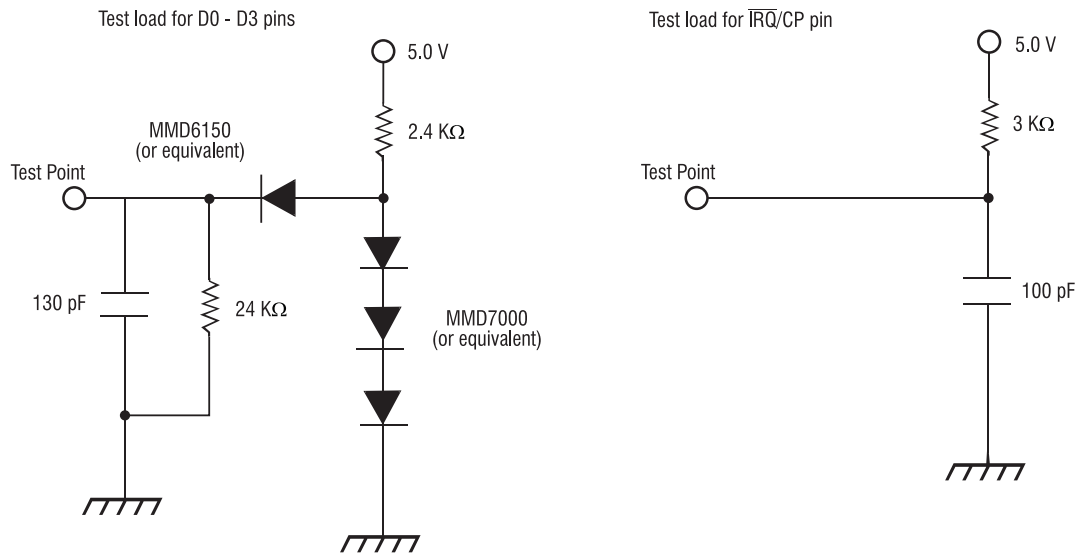 Test load for D0 - D3 pins
5.0 V
2.4 KΩ
MMD6150
(or equivalent)
Test Point
130 pF
24 KΩ
MMD7000
(or equivalent)
Test load for I̅R̅Q̅/CP pin
5.0 V
3 KΩ
Test Point
100 pF